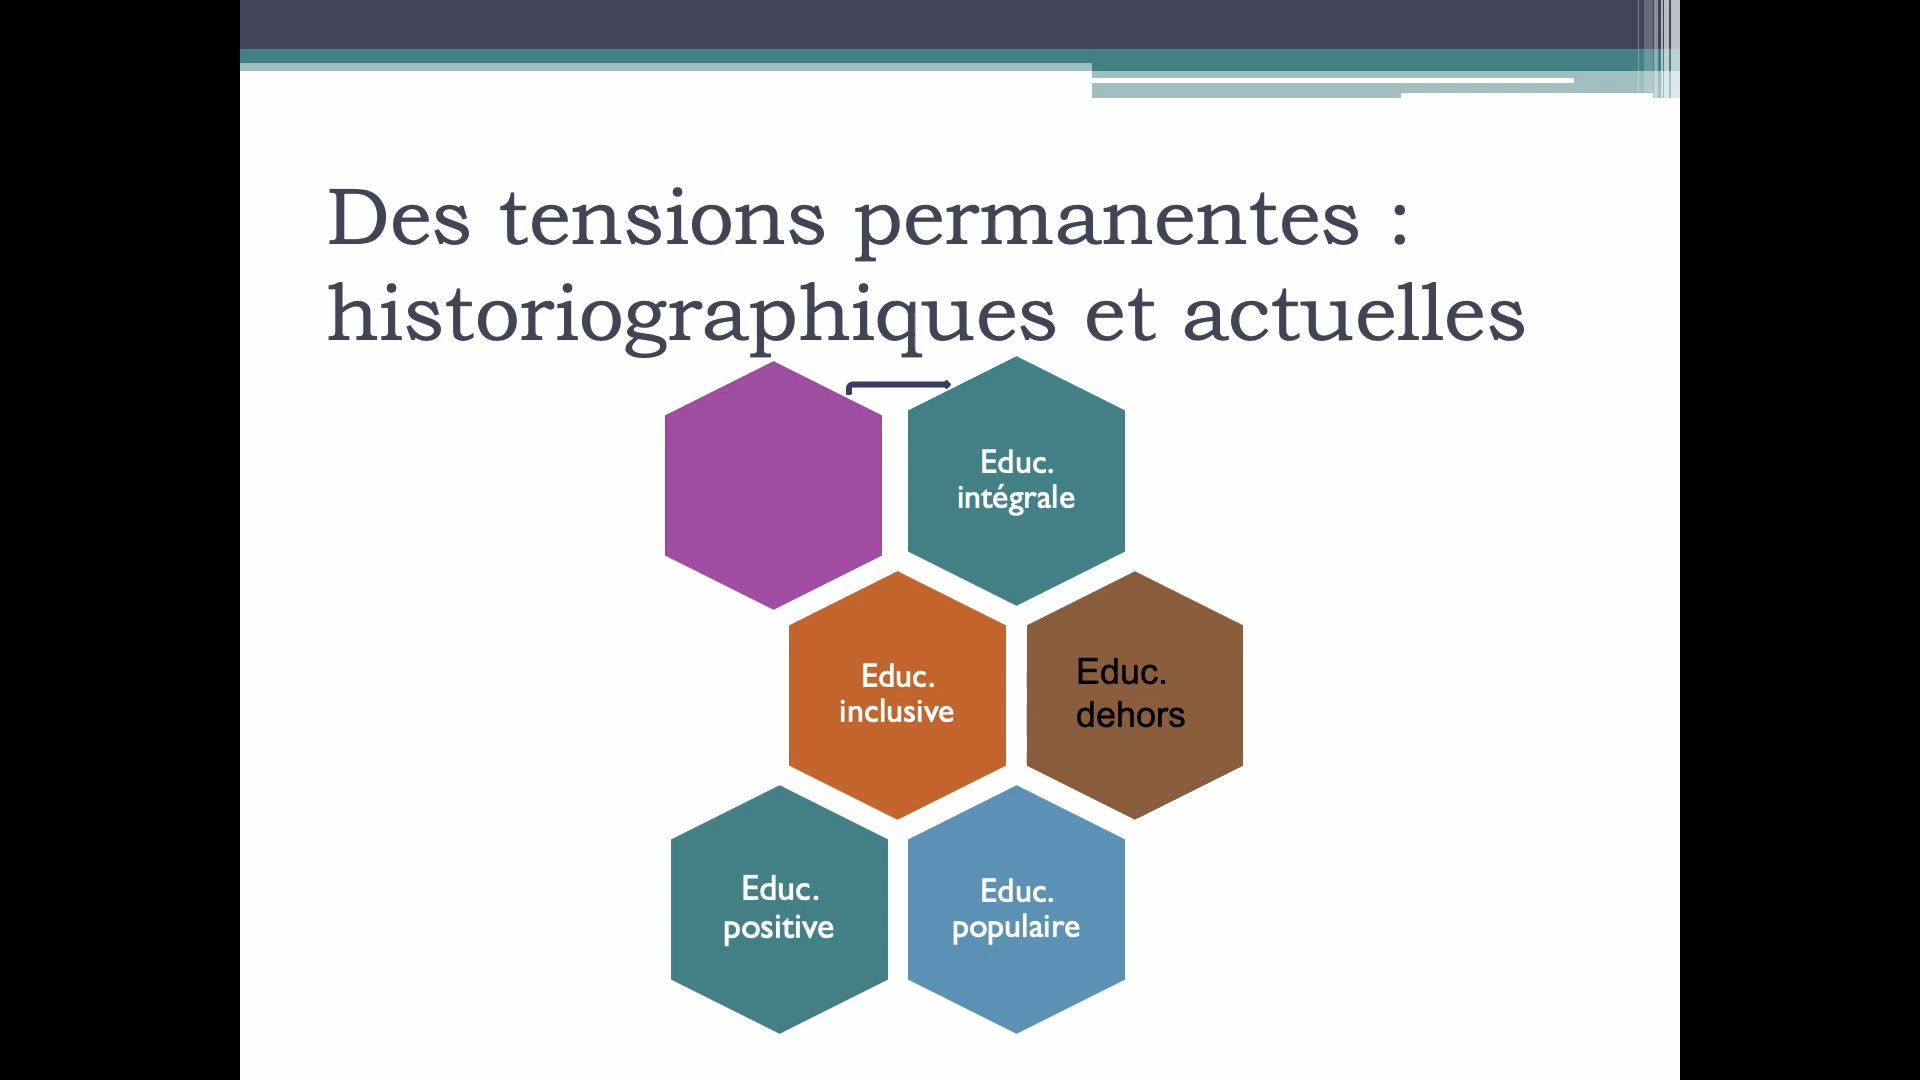 Des tensions permanentes :
historiographiques et actuelles
Educ.
intégrale
Educ.
inclusive
Educ.
dehors
Educ.
positive
Educ.
populaire